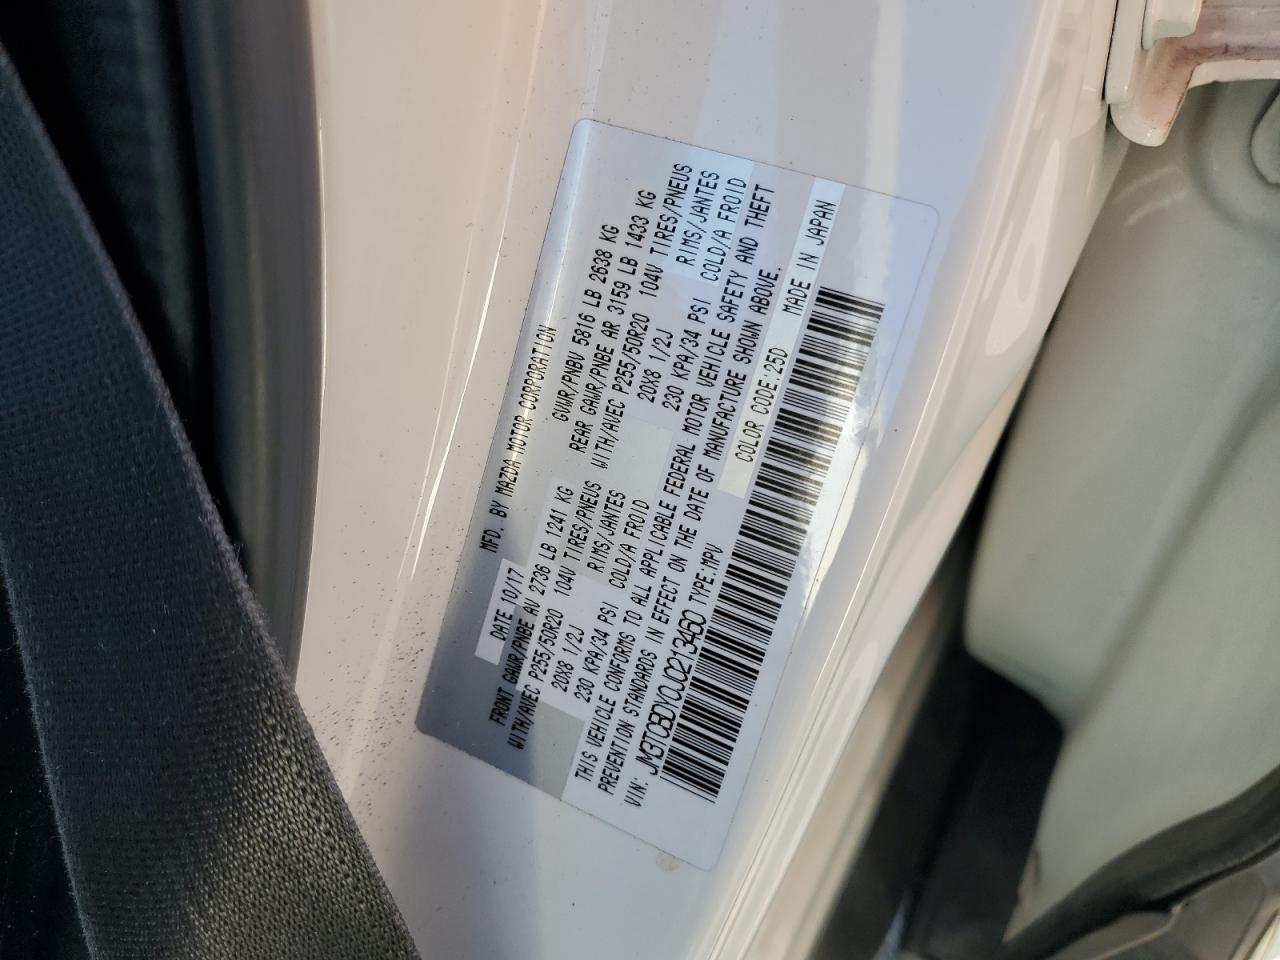 MFD. BY MAZDA MOTOR CORPORATION
DATE 10/17 GVWR/PNBV 5816 LB 2638 KG
FRONT GAWR/PNBE AV 2736 LB 1241 KG REAR GAWR/PNBE AR 3159 LB 1433 KG
WITH/AVEC P255/50R20 104V TIRES/PNEUS WITH/AVEC P255/50R20 104V TIRES/PNEUS
20X8 1/2J RIMS/JANTES 20X8 1/2J RIMS/JANTES
230 KPA/34 PSI COLD/A FROID 230 KPA/34 PSI COLD/A FROID
THIS VEHICLE CONFORMS TO ALL APPLICABLE FEDERAL MOTOR VEHICLE SAFETY AND THEFT
PREVENTION STANDARDS IN EFFECT ON THE DATE OF MANUFACTURE SHOWN ABOVE.
VIN: JM3TCBDY0J0213460 TYPE:MPV COLOR CODE:25D MADE IN JAPAN